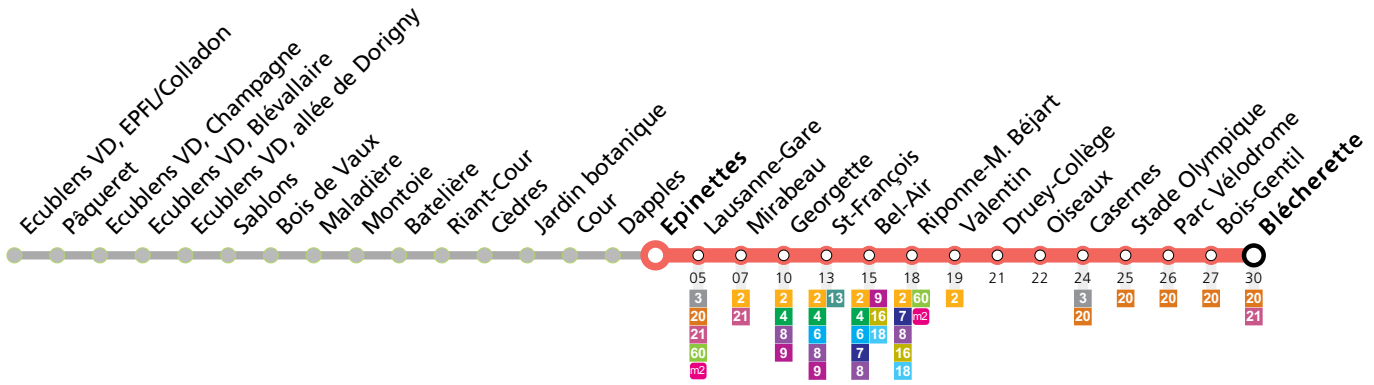 Ecublens VD, EPFL/Colladon
Pâqueret
Ecublens VD, Champagne
Ecublens VD, Blévallaire
Ecublens VD, allée de Dorigny
Sablons
Bois de Vaux
Maladière
Montoie
Batelière
Riant-Cour
Cèdres
Jardin botanique
Cour
Dapples
Epinettes
Lausanne-Gare
Mirabeau
Georgette
St-François
Bel-Air
Riponne-M. Béjart
Valentin
Druey-Collège
Oiseaux
Casernes
Stade Olympique
Parc Vélodrome
Bois-Gentil
Blécherette
05 07 10 13 15 18 19 21 22 24 25 26 27 30
3 2 2 2 13 2 9 2 60 2 3 20 20 20 20
20 21 4 4 4 16 7 m2 20 21
21 8 6 6 18 8
60 9 8 7 16
m2 9 8 18